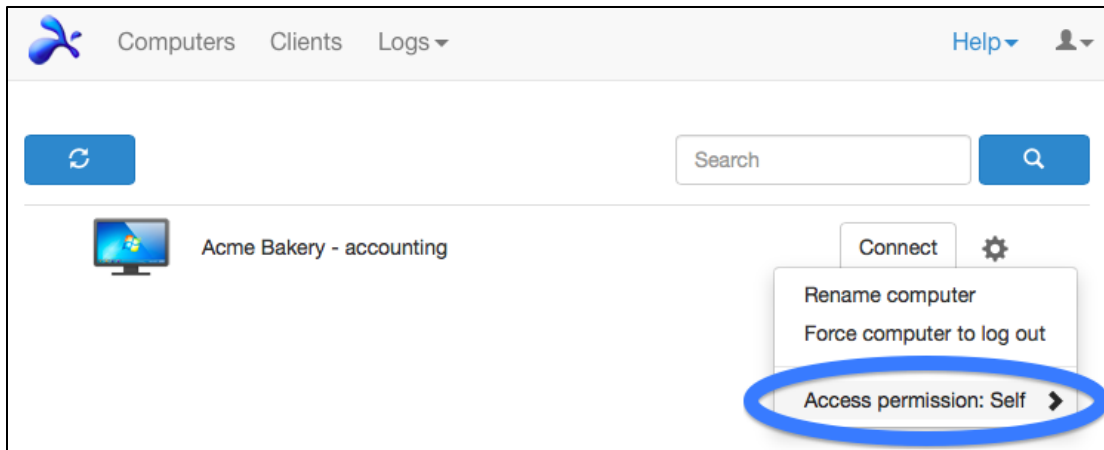 Computers Clients Logs Help
Search
Acme Bakery - accounting Connect
Rename computer
Force computer to log out
Access permission: Self